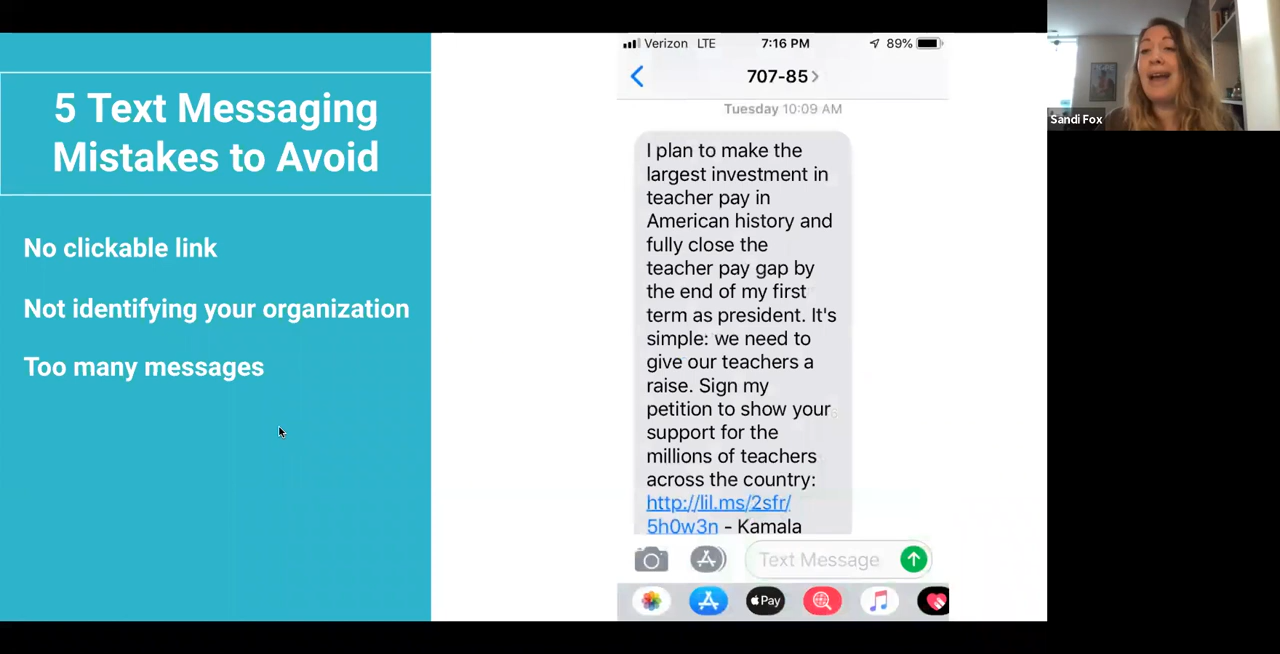 5 Text Messaging
Mistakes to Avoid
No clickable link
Not identifying your organization
Too many messages
Verizon LTE
7:16 PM
89%
707-85
Tuesday 10:09 AM
I plan to make the
largest investment in
teacher pay in
American history and
fully close the
teacher pay gap by
the end of my first
term as president. It's
simple: we need to
give our teachers a
raise. Sign my
petition to show your
support for the
millions of teachers
across the country:
http://lil.ms/2sfr/
5h0w3n - Kamala
Text Message
Pay
Sandi Fox